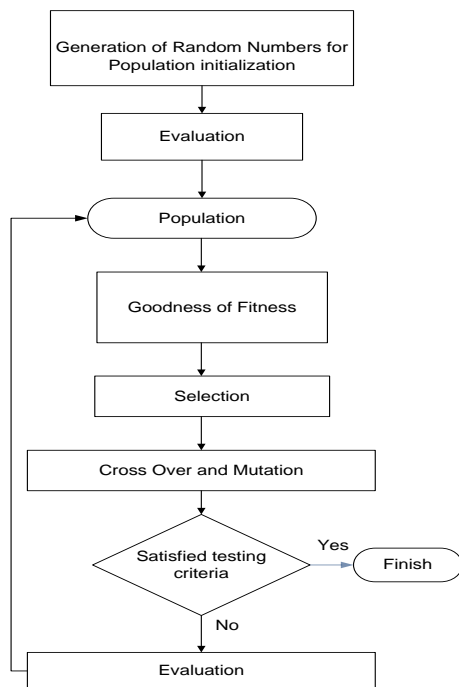 Generation of Random Numbers for
Population initialization
Evaluation
Population
Goodness of Fitness
Selection
Cross Over and Mutation
Satisfied testing
criteria
Yes
Finish
No
Evaluation